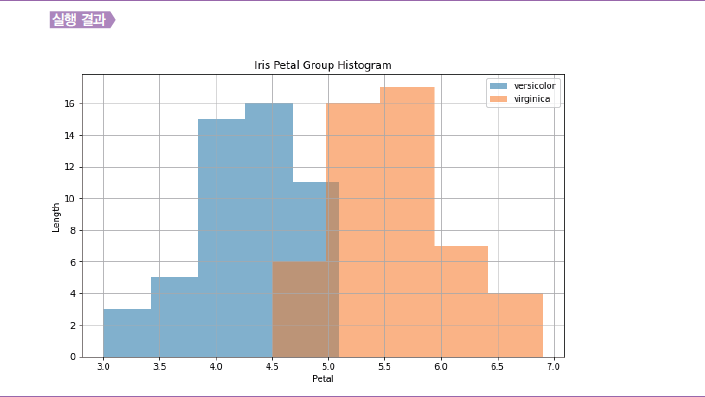 실행 결과
Iris Petal Group Histogram
versicolor
virginica
16
14
12
10
8
6
4
2
0
Length
3.0 3.5 4.0 4.5 5.0 5.5 6.0 6.5 7.0
Petal